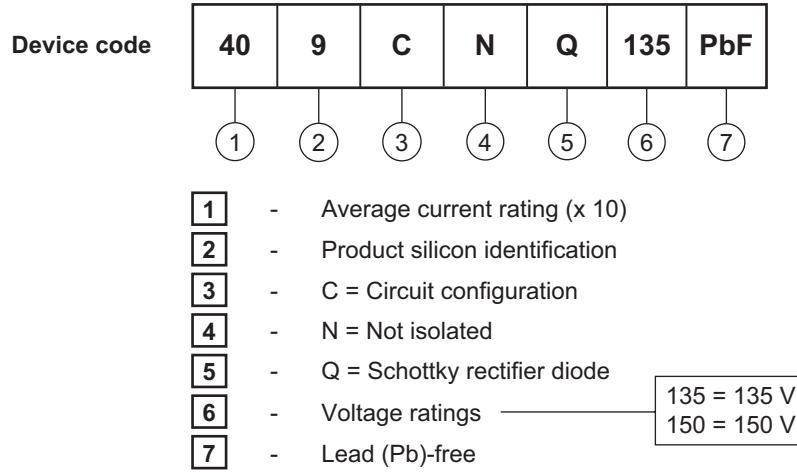 Device code 40 9 C N Q 135 PbF
1 2 3 4 5 6 7
1 - Average current rating (x 10)
2 - Product silicon identification
3 - C = Circuit configuration
4 - N = Not isolated
5 - Q = Schottky rectifier diode
6 - Voltage ratings
135 = 135 V
150 = 150 V
7 - Lead (Pb)-free